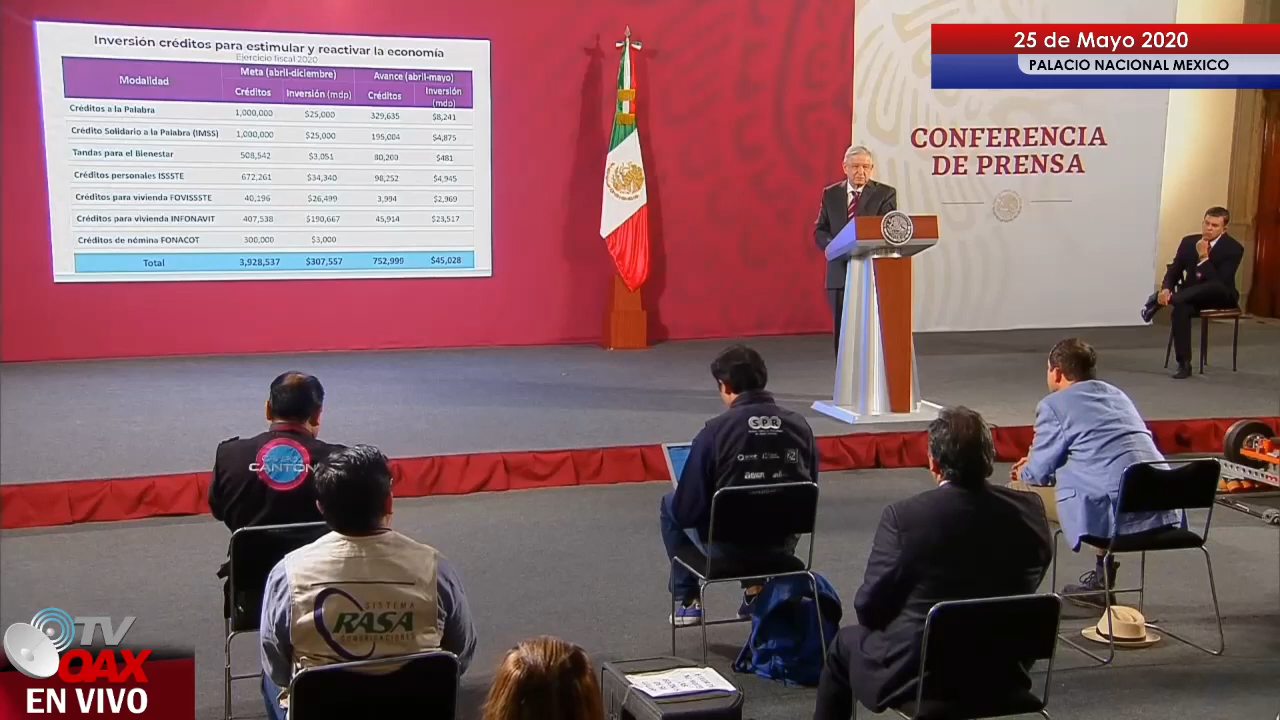 Inversión créditos para estimular y reactivar la economía
Ejercicio fiscal 2020
Modalidad
Meta (abril-diciembre) Avance (abril-mayo)
Créditos Inversión (mdp) Créditos Inversión (mdp)
Créditos a la Palabra 1,000,000 $25,000 329,635 $8,241
Crédito Solidario a la Palabra (IMSS) 1,000,000 $25,000 195,004 $4,875
Tandas para el Bienestar 508,542 $3,051 80,200 $481
Créditos personales ISSSTE 672,261 $34,340 98,252 $4,945
Créditos para vivienda FOVISSSTE 40,196 $26,499 3,994 $2,969
Créditos para vivienda INFONAVIT 407,538 $190,667 45,914 $23,517
Créditos de nómina FONACOT 300,000 $3,000
Total 3,928,537 $307,557 752,999 $45,028
25 de Mayo 2020
PALACIO NACIONAL MEXICO
CONFERENCIA
DE PRENSA
CANTÓN
SPR
SISTEMA
RASA
COMUNICACIONES
TV
OAX
EN VIVO